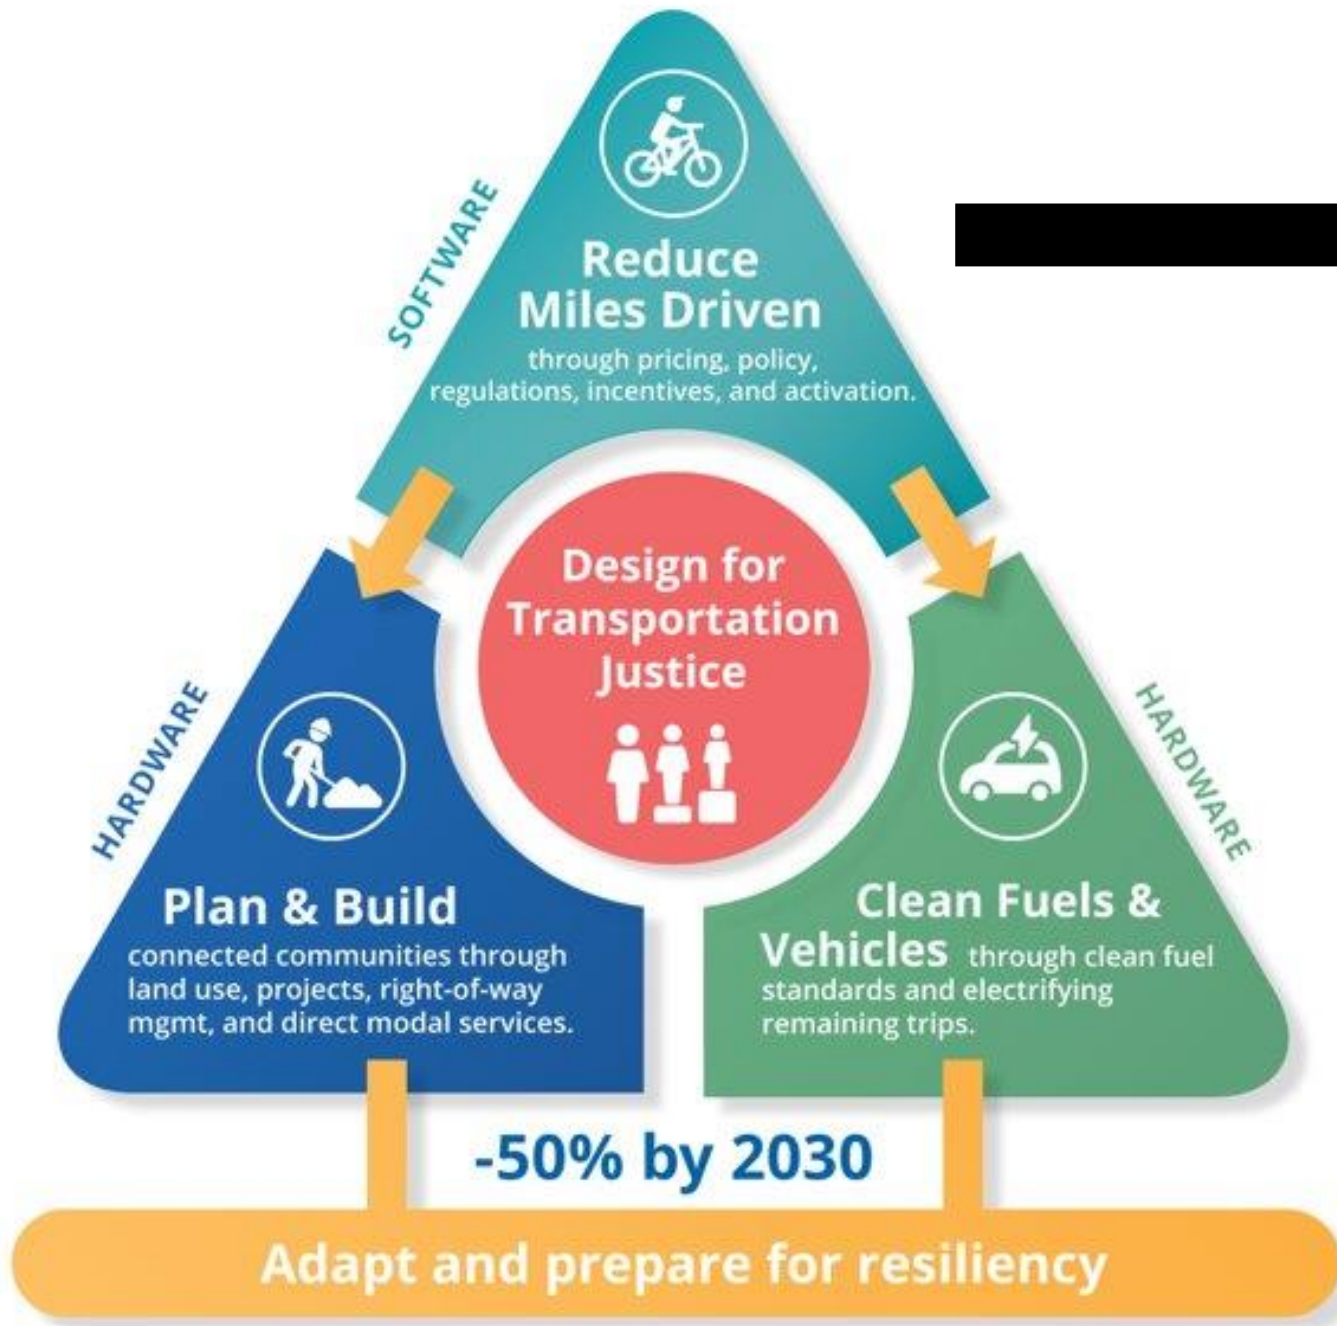 SOFTWARE
Reduce
Miles Driven
through pricing, policy,
regulations, incentives, and activation.
Design for
Transportation
Justice
HARDWARE
Plan & Build
connected communities through
land use, projects, right-of-way
mgmt, and direct modal services.
HARDWARE
Clean Fuels &
Vehicles through clean fuel
standards and electrifying
remaining trips.
-50% by 2030
Adapt and prepare for resiliency